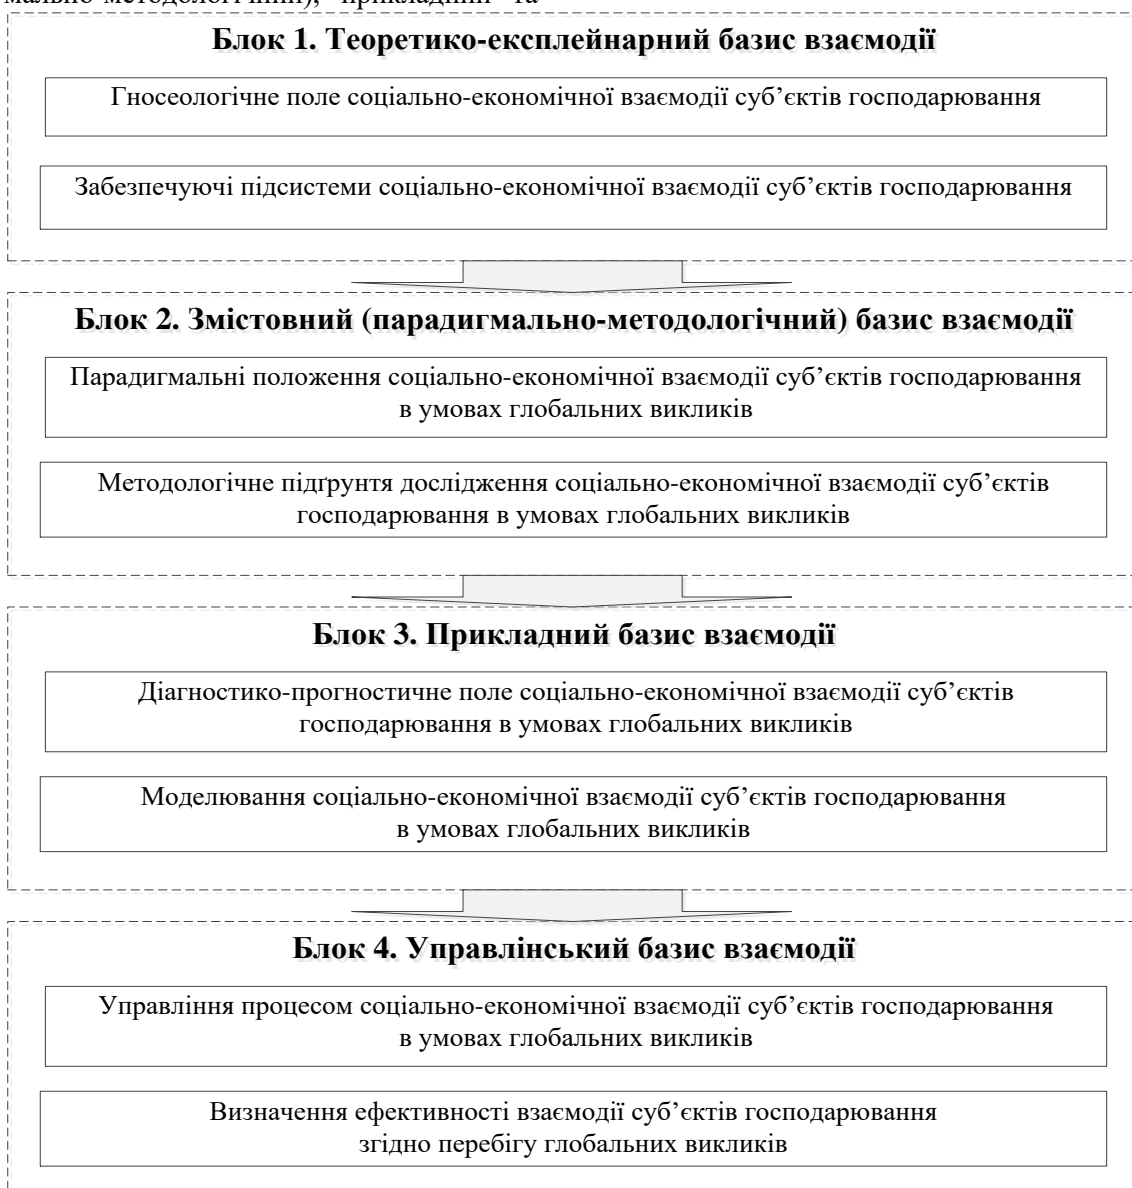 мально-методологічний), прикладний та
Блок 1. Теоретико-експлейнарний базис взаємодії
Гносеологічне поле соціально-економічної взаємодії суб’єктів господарювання
Забезпечуючі підсистеми соціально-економічної взаємодії суб’єктів господарювання
Блок 2. Змістовний (парадигмально-методологічний) базис взаємодії
Парадигмальні положення соціально-економічної взаємодії суб’єктів господарювання
в умовах глобальних викликів
Методологічне підґрунтя дослідження соціально-економічної взаємодії суб’єктів
господарювання в умовах глобальних викликів
Блок 3. Прикладний базис взаємодії
Діагностико-прогностичне поле соціально-економічної взаємодії суб’єктів
господарювання в умовах глобальних викликів
Моделювання соціально-економічної взаємодії суб’єктів господарювання
в умовах глобальних викликів
Блок 4. Управлінський базис взаємодії
Управління процесом соціально-економічної взаємодії суб’єктів господарювання
в умовах глобальних викликів
Визначення ефективності взаємодії суб’єктів господарювання
згідно перебігу глобальних викликів